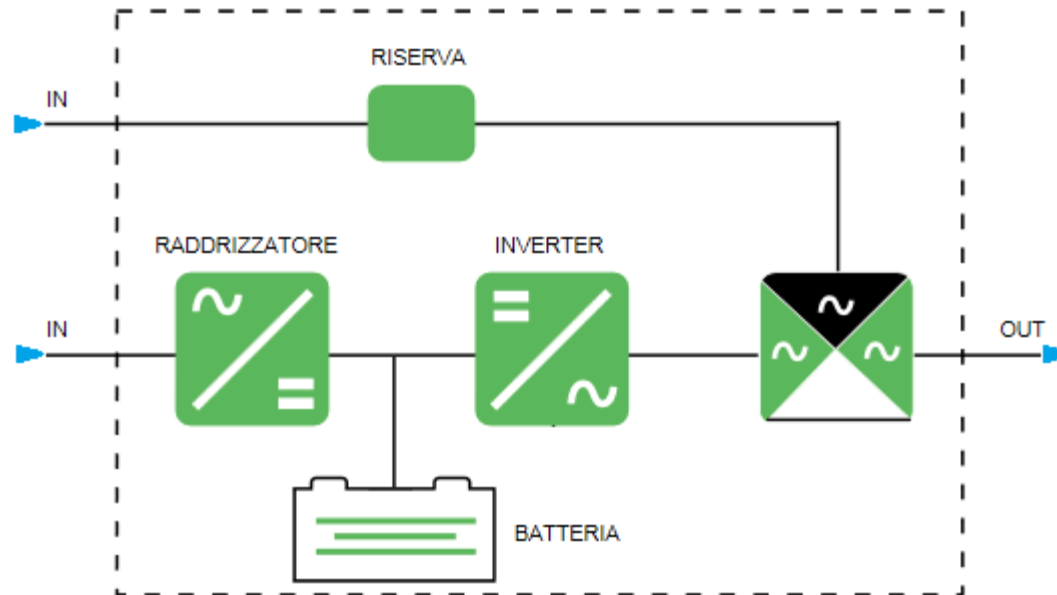 RISERVA
IN
RADDRIZZATORE
INVERTER
IN
OUT
BATTERIA